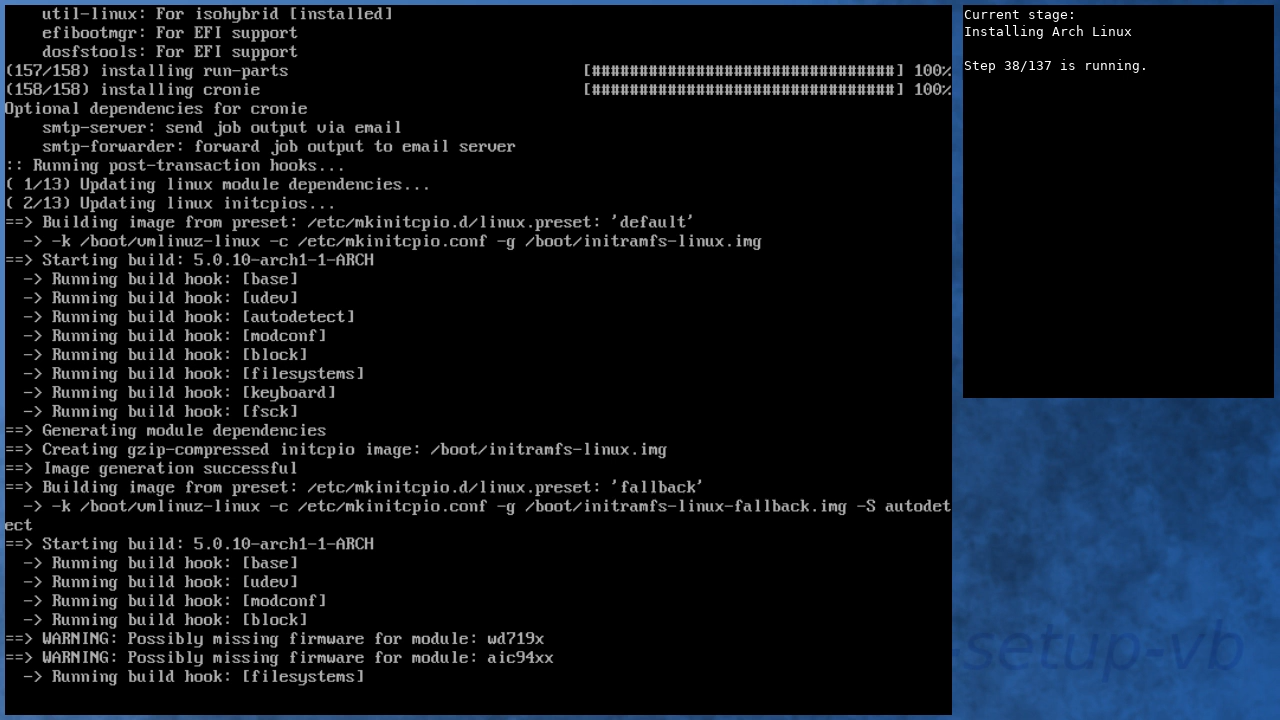 util-linux: For isohybrid [installed]
    efibootmgr: For EFI support
    dosfstools: For EFI support
(157/158) installing run-parts                               [################################] 100%
(158/158) installing cronie                                  [################################] 100%
Optional dependencies for cronie
    smtp-server: send job output via email
    smtp-forwarder: forward job output to email server
:: Running post-transaction hooks...
( 1/13) Updating linux module dependencies...
( 2/13) Updating linux initcpios...
==> Building image from preset: /etc/mkinitcpio.d/linux.preset: 'default'
  -> -k /boot/vmlinuz-linux -c /etc/mkinitcpio.conf -g /boot/initramfs-linux.img
==> Starting build: 5.0.10-arch1-1-ARCH
  -> Running build hook: [base]
  -> Running build hook: [udev]
  -> Running build hook: [autodetect]
  -> Running build hook: [modconf]
  -> Running build hook: [block]
  -> Running build hook: [filesystems]
  -> Running build hook: [keyboard]
  -> Running build hook: [fsck]
==> Generating module dependencies
==> Creating gzip-compressed initcpio image: /boot/initramfs-linux.img
==> Image generation successful
==> Building image from preset: /etc/mkinitcpio.d/linux.preset: 'fallback'
  -> -k /boot/vmlinuz-linux -c /etc/mkinitcpio.conf -g /boot/initramfs-linux-fallback.img -S autodet
ect
==> Starting build: 5.0.10-arch1-1-ARCH
  -> Running build hook: [base]
  -> Running build hook: [udev]
  -> Running build hook: [modconf]
  -> Running build hook: [block]
==> WARNING: Possibly missing firmware for module: wd719x
==> WARNING: Possibly missing firmware for module: aic94xx
  -> Running build hook: [filesystems]
Current stage:
Installing Arch Linux
Step 38/137 is running.
-setup-vb